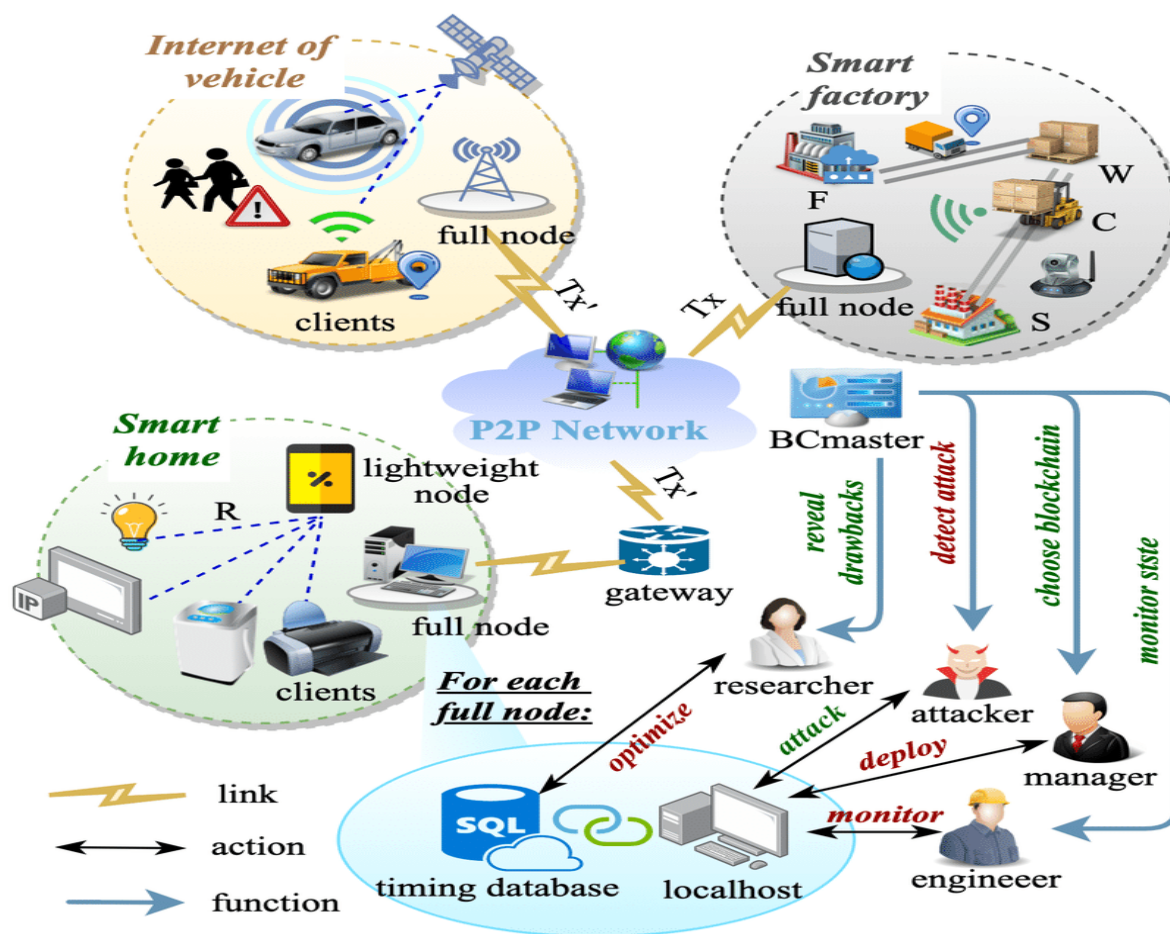 Internet of
vehicle
full node
clients
Tx'
Smart
factory
F
W
C
S
full node
Tx
P2P Network
Tx'
gateway
Smart
home
lightweight
node
R
IP
full node
clients
BCmaster
reveal
drawbacks
detect attack
choose blockchain
monitor stste
For each
full node:
researcher
attacker
manager
engineeer
optimize
attack
deploy
monitor
SQL
timing database
localhost
link
action
function